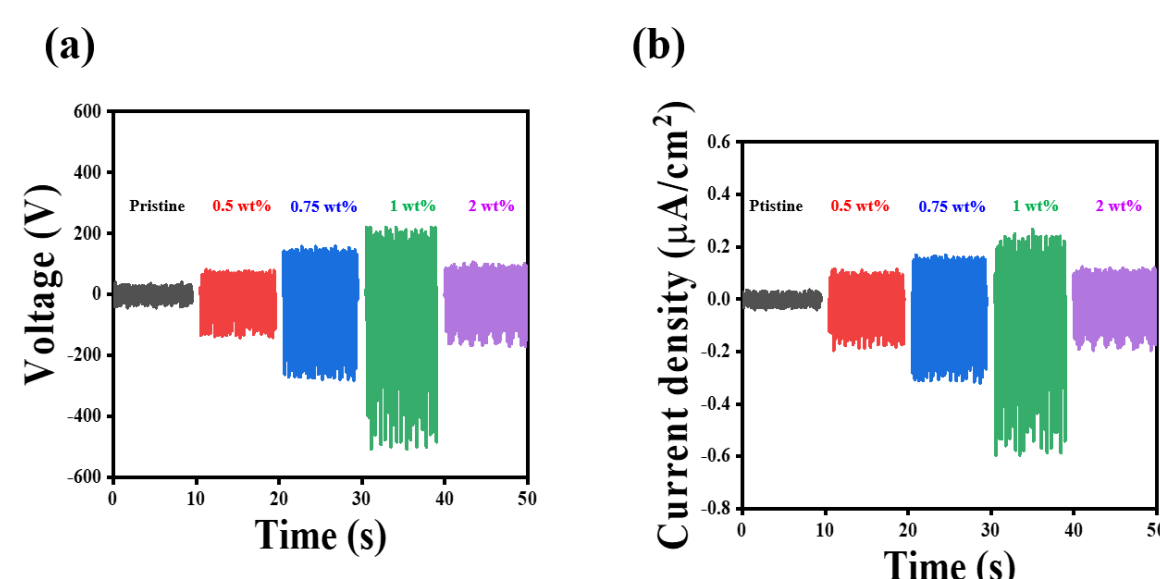 (a)
(b)
Voltage (V)
600
400
200
0
-200
-400
-600
Pristine
0.5 wt%
0.75 wt%
1 wt%
2 wt%
0
10
20
30
40
50
Time (s)
Current density (µA/cm²)
0.6
0.4
0.2
0.0
-0.2
-0.4
-0.6
-0.8
Ptistine
0.5 wt%
0.75 wt%
1 wt%
2 wt%
0
10
20
30
40
50
Time (s)